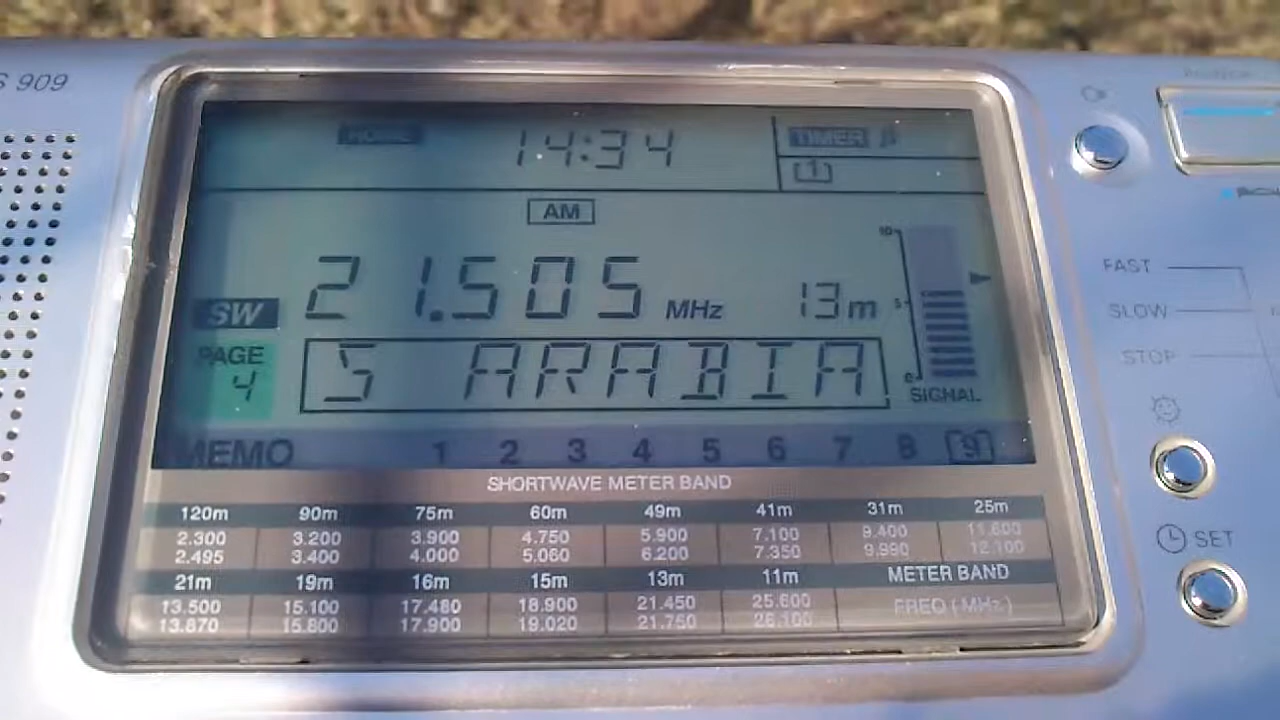 S 909
HOME 14:34 TIMER
1
AM
10
21.505 MHz 13m
5
SW
PAGE
4
S ARABIA
0
SIGNAL
MEMO 1 2 3 4 5 6 7 8 9
FAST
SLOW
STOP
SET
SHORTWAVE METER BAND
120m 90m 75m 60m 49m 41m 31m 25m
2.300 3.200 3.900 4.750 5.900 7.100 9.400 11.600
2.495 3.400 4.000 5.060 6.200 7.350 9.990 12.100
21m 19m 16m 15m 13m 11m METER BAND
13.500 15.100 17.480 18.900 21.450 25.600 FREQ (MHz)
13.870 15.800 17.900 19.020 21.750 26.100